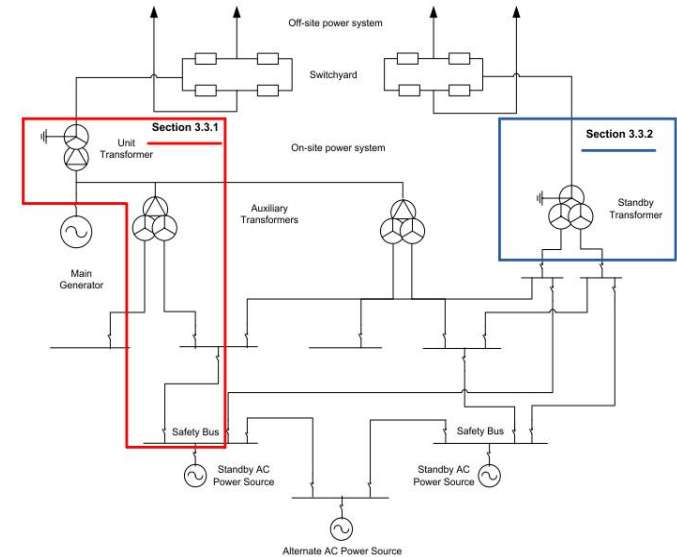 Off-site power system
Switchyard
Section 3.3.1
Section 3.3.2
Unit
Transformer
On-site power system
Auxiliary
Transformers
Standby
Transformer
Main
Generator
Safety Bus
Safety Bus
Standby AC
Power Source
Standby AC
Power Source
Alternate AC Power Source